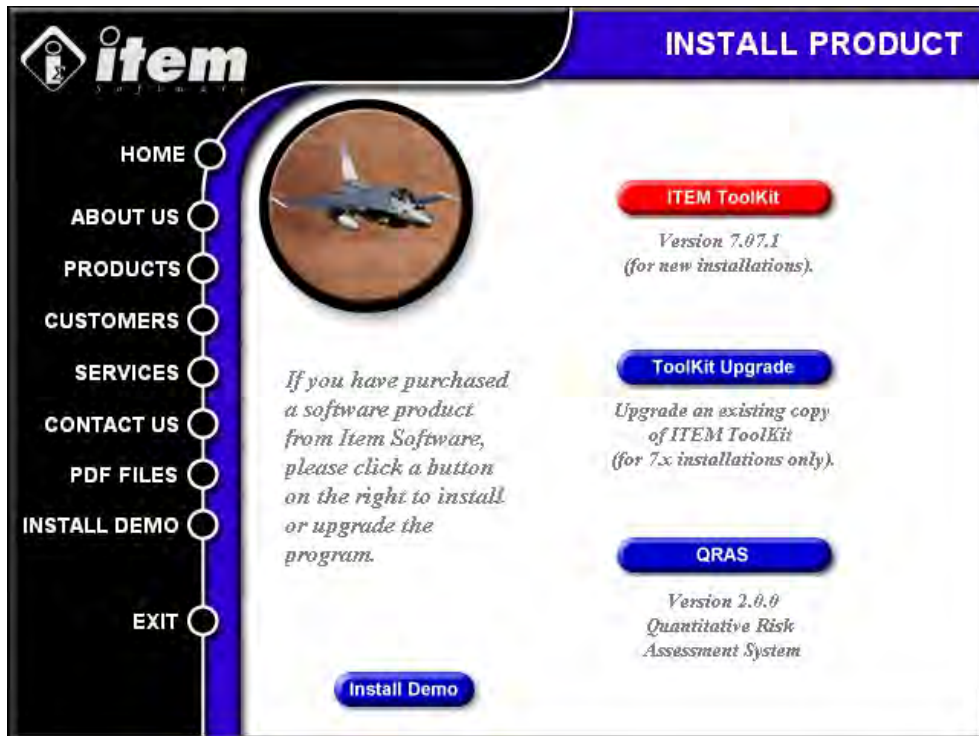 item
Software
INSTALL PRODUCT
HOME
ABOUT US
PRODUCTS
CUSTOMERS
SERVICES
CONTACT US
PDF FILES
INSTALL DEMO
EXIT
If you have purchased
a software product
from Item Software,
please click a button
on the right to install
or upgrade the
program.
Install Demo
ITEM ToolKit
Version 7.07.1
(for new installations).
ToolKit Upgrade
Upgrade an existing copy
of ITEM ToolKit
(for 7.x installations only).
QRAS
Version 2.0.0
Quantitative Risk
Assessment System